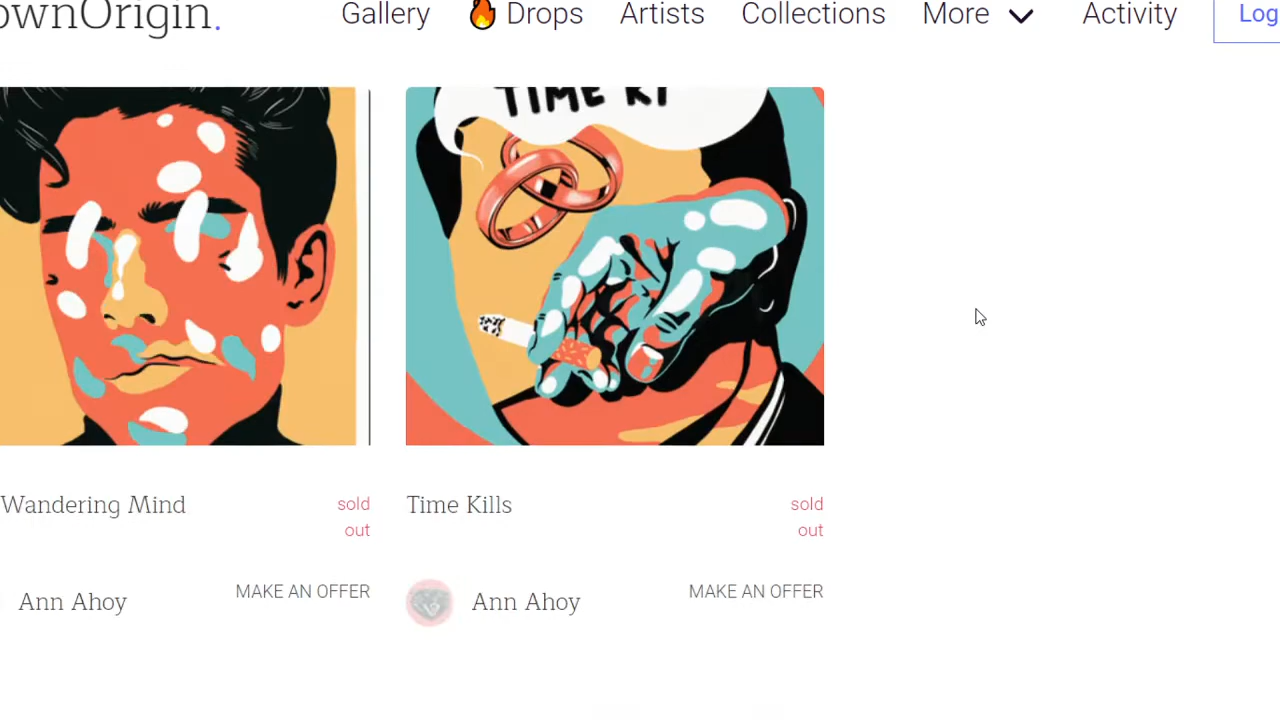 ownOrigin.
Gallery
Drops
Artists
Collections
More
Activity
Log
TIME KI
Wandering Mind
sold
out
Ann Ahoy
MAKE AN OFFER
Time Kills
sold
out
Ann Ahoy
MAKE AN OFFER